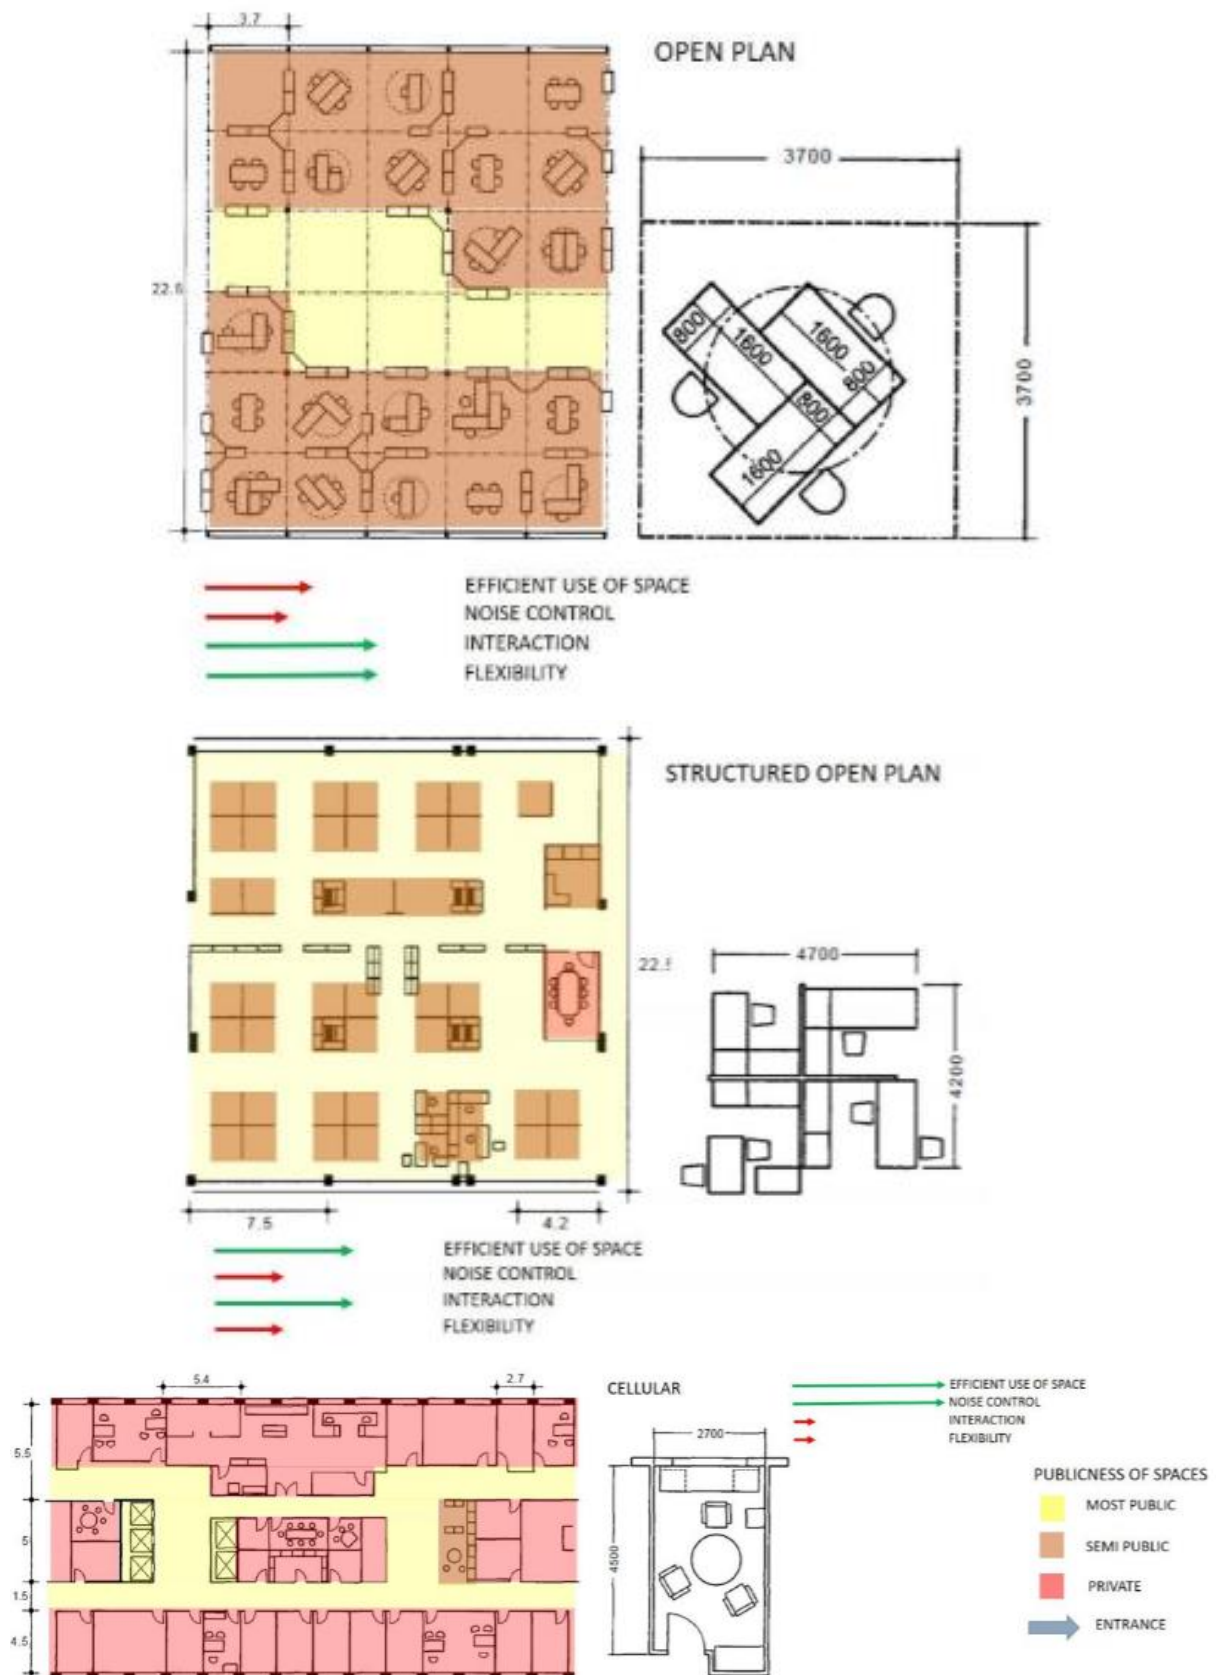 3.7
OPEN PLAN
3700
22.6
3700
800
1600
1600
800
800
1600
EFFICIENT USE OF SPACE
NOISE CONTROL
INTERACTION
FLEXIBILITY
STRUCTURED OPEN PLAN
4700
4200
7.5
4.2
EFFICIENT USE OF SPACE
NOISE CONTROL
INTERACTION
FLEXIBILITY
5.4
2.7
CELLULAR
EFFICIENT USE OF SPACE
NOISE CONTROL
INTERACTION
FLEXIBILITY
2700
5.5
PUBLICNESS OF SPACES
MOST PUBLIC
SEMI PUBLIC
PRIVATE
ENTRANCE
5
4500
1.5
4.5